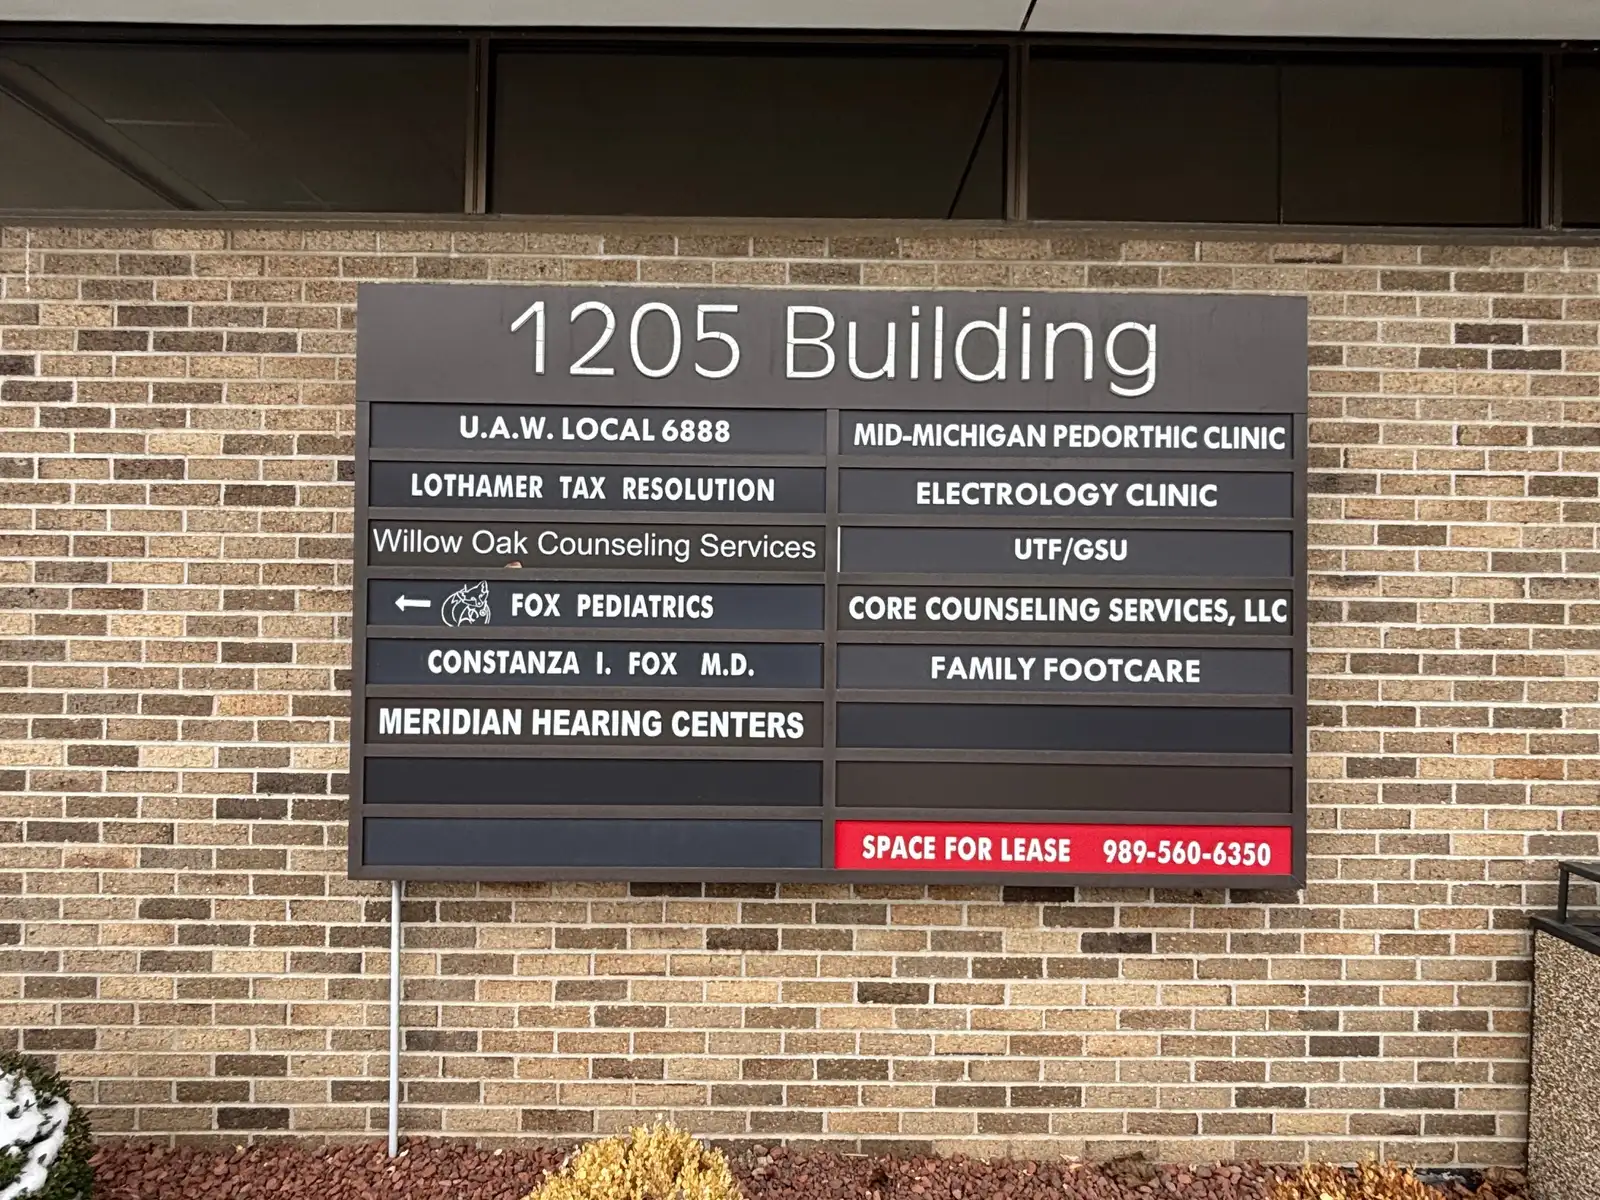 1205 Building
U.A.W. LOCAL 6888
LOTHAMER TAX RESOLUTION
Willow Oak Counseling Services
FOX PEDIATRICS
CONSTANZA I. FOX M.D.
MERIDIAN HEARING CENTERS
MID-MICHIGAN PEDORTHIC CLINIC
ELECTROLOGY CLINIC
UTF/GSU
CORE COUNSELING SERVICES, LLC
FAMILY FOOTCARE
SPACE FOR LEASE 989-560-6350